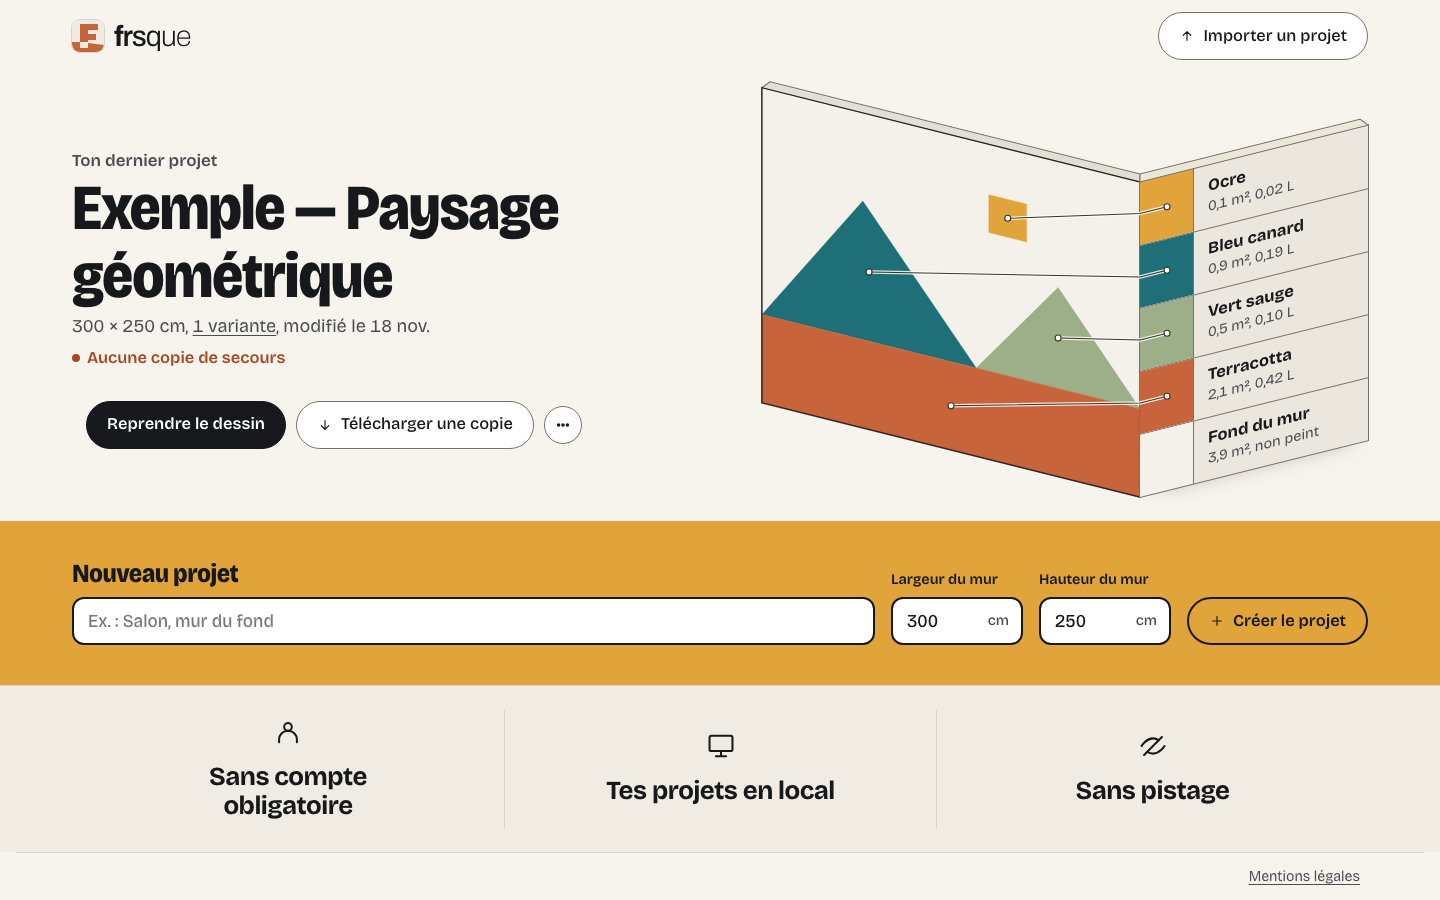 frsque
Importer un projet
Ton dernier projet
Exemple — Paysage
géométrique
300 × 250 cm, 1 variante, modifié le 18 nov.
Aucune copie de secours
Reprendre le dessin
Télécharger une copie
Ocre
0,1 m², 0,02 L
Bleu canard
0,9 m², 0,19 L
Vert sauge
0,5 m², 0,10 L
Terracotta
2,1 m², 0,42 L
Fond du mur
3,9 m², non peint
Nouveau projet
Ex. : Salon, mur du fond
Largeur du mur
300 cm
Hauteur du mur
250 cm
Créer le projet
Sans compte
obligatoire
Tes projets en local
Sans pistage
Mentions légales